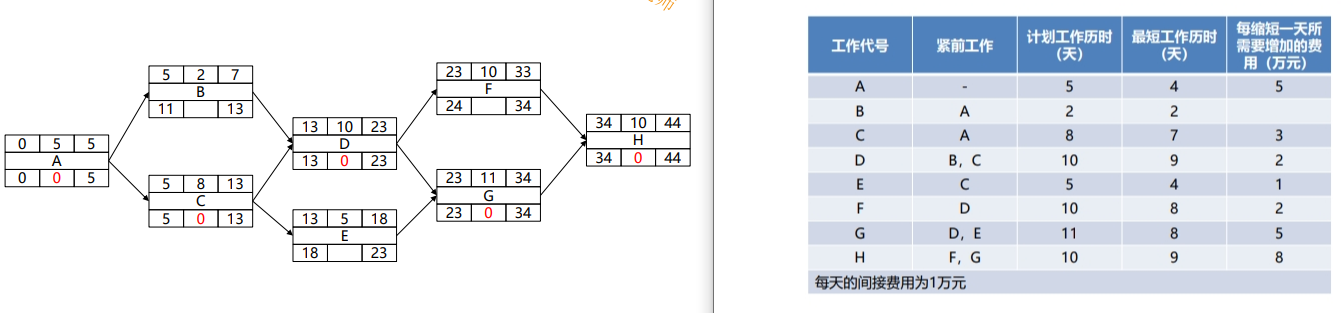 师
5 2 7
B
11 13
23 10 33
F
24 34
0 5 5
A
0 0 5
13 10 23
D
13 0 23
34 10 44
H
34 0 44
5 8 13
C
5 0 13
23 11 34
G
23 0 34
13 5 18
E
18 23
工作代号 紧前工作 计划工作历时(天) 最短工作历时(天) 每缩短一天所需要增加的费用(万元)
A - 5 4 5
B A 2 2
C A 8 7 3
D B,C 10 9 2
E C 5 4 1
F D 10 8 2
G D,E 11 8 5
H F,G 10 9 8
每天的间接费用为1万元